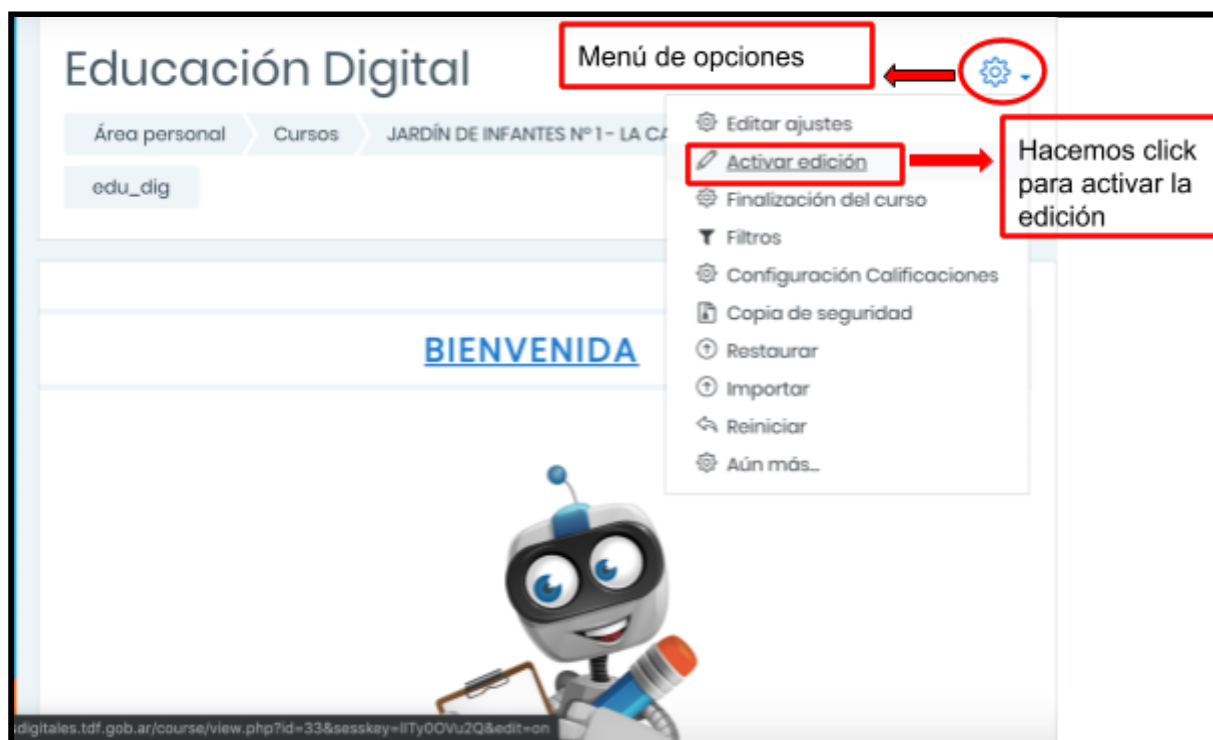 Educación Digital
Menú de opciones
Área personal
Cursos
JARDÍN DE INFANTES Nº 1 - LA
edu_dig
Editar ajustes
Activar edición
Finalización del curso
Filtros
Configuración Calificaciones
Copia de seguridad
Restaurar
Importar
Reiniciar
Aún más...
Hacemos click
para activar la
edición
BIENVENIDA
sdigitales.tdf.gob.ar/course/view.php?id=33&sesskey=IITy0OVu2Q&edit=on